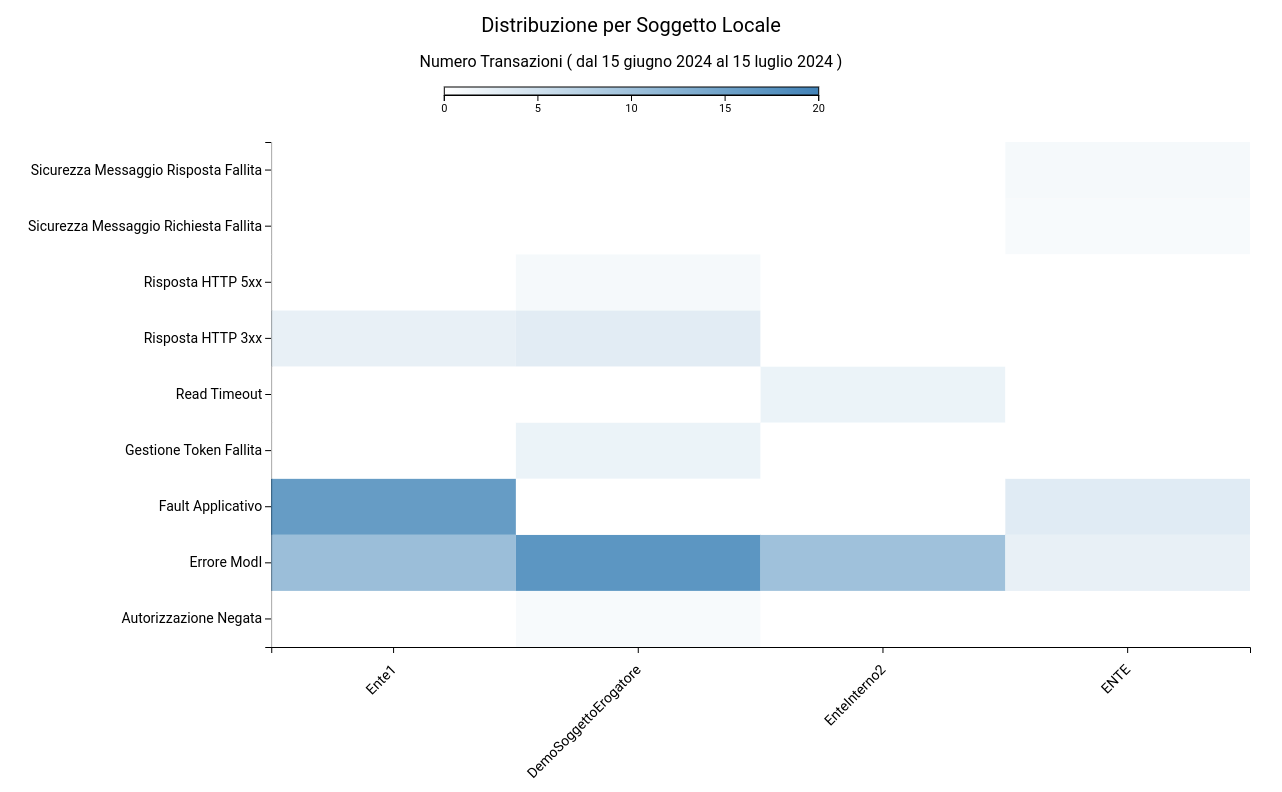 Distribuzione per Soggetto Locale
Numero Transazioni ( dal 15 giugno 2024 al 15 luglio 2024 )
0 5 10 15 20
Sicurezza Messaggio Risposta Fallita
Sicurezza Messaggio Richiesta Fallita
Risposta HTTP 5xx
Risposta HTTP 3xx
Read Timeout
Gestione Token Fallita
Fault Applicativo
Errore ModI
Autorizzazione Negata
Ente1
DemoSoggettoErogatore
EnteInterno2
ENTE